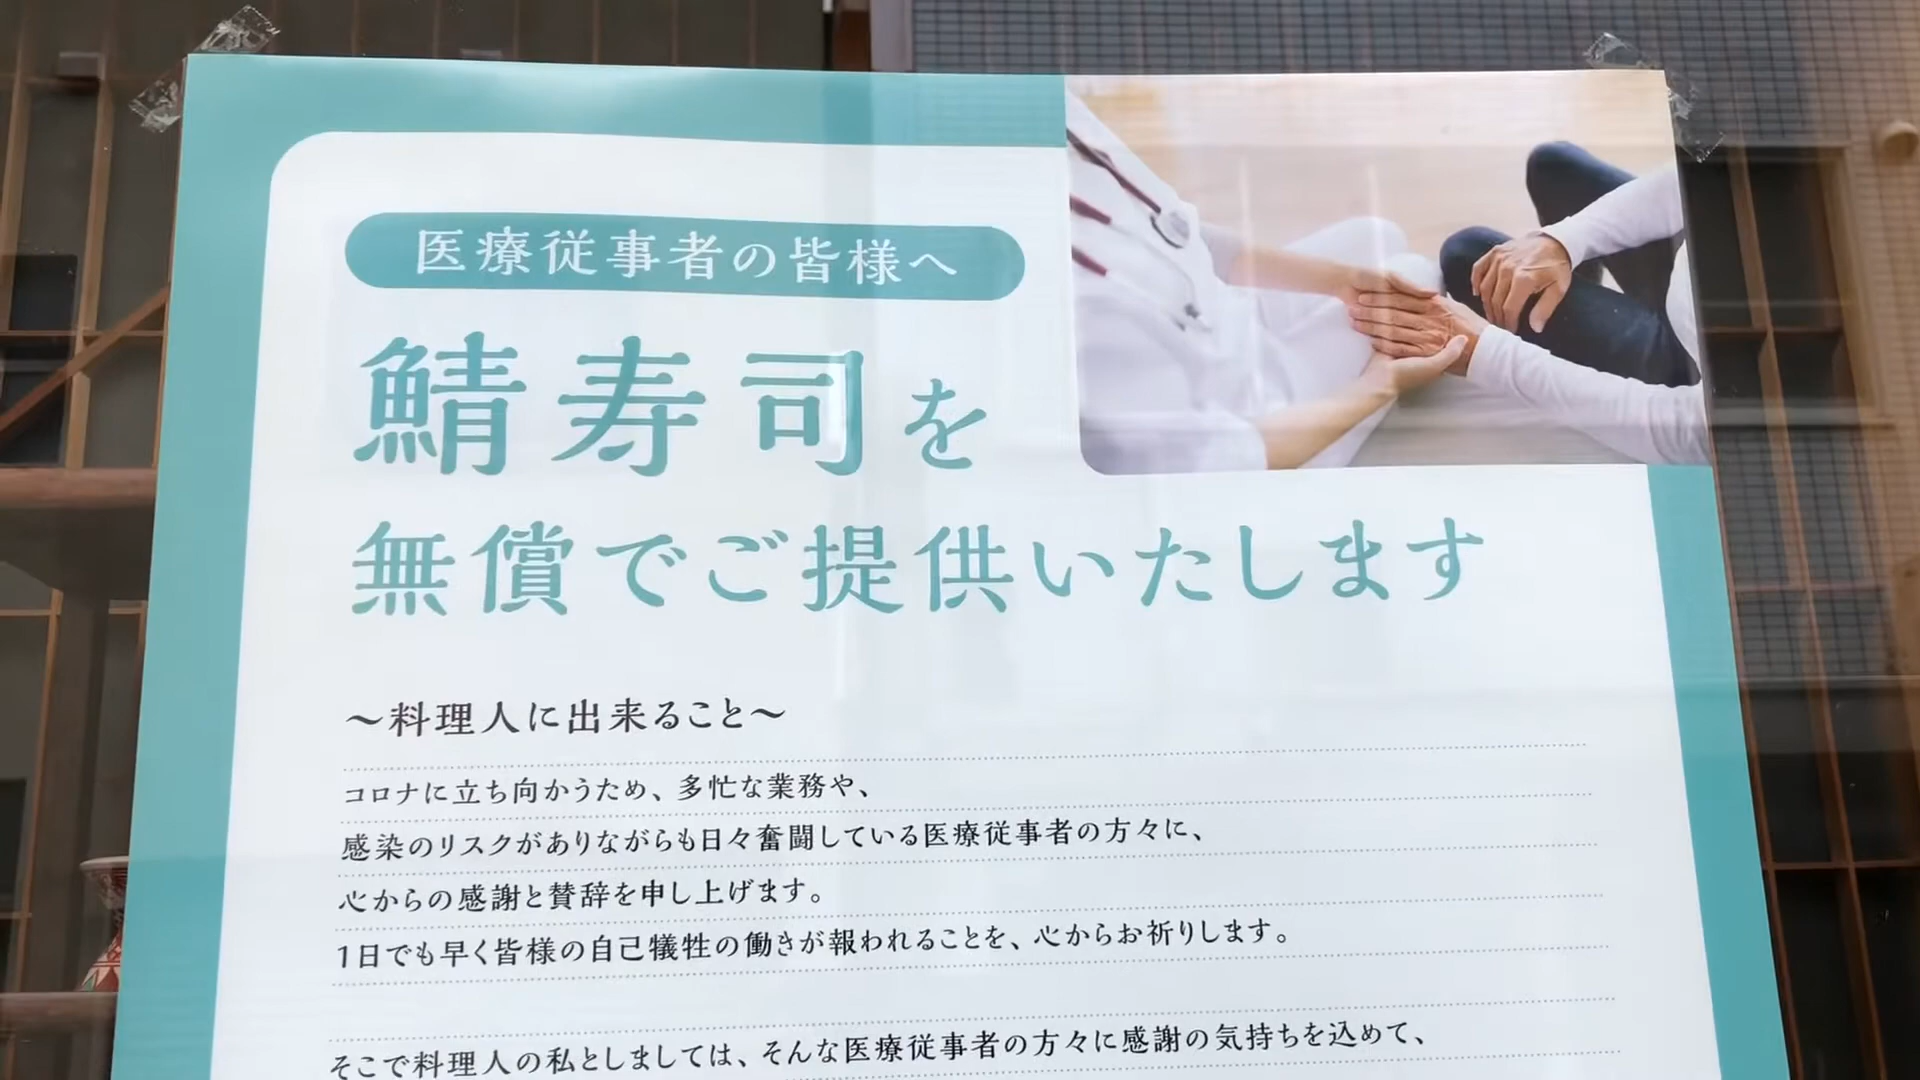 医療従事者の皆様へ
鯖寿司を
無償でご提供いたします
〜料理人に出来ること〜
コロナに立ち向かうため、多忙な業務や、
感染のリスクがありながらも日々奮闘している医療従事者の方々に、
心からの感謝と賛辞を申し上げます。
1日でも早く皆様の自己犠牲の働きが報われることを、心からお祈りします。
そこで料理人の私としましては、そんな医療従事者の方々に感謝の気持ちを込めて、